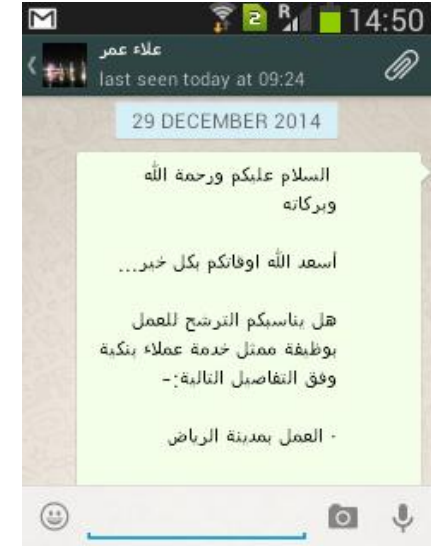 14:50
علاء عمر
last seen today at 09:24
29 DECEMBER 2014
السلام عليكم ورحمة الله
وبركاته
أسعد الله اوقاتكم بكل خير...
هل يناسبكم الترشح للعمل
بوظيفة ممثل خدمة عملاء بنكية
وفق التفاصيل التالية:-
· العمل بمدينة الرياض